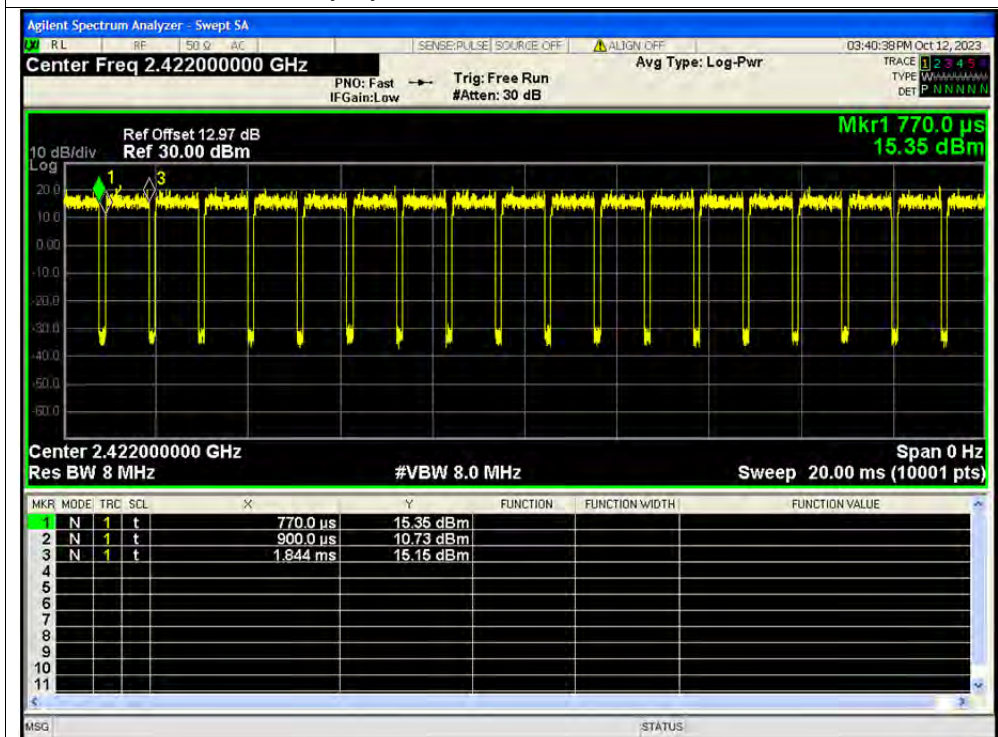 Agilent Spectrum Analyzer - Swept SA
RL RF 50 Ω AC SENSE:PULSE SOURCE OFF ALIGN OFF 03:40:38 PM Oct 12, 2023
Center Freq 2.422000000 GHz
PNO: Fast
IFGain:Low
Trig: Free Run
#Atten: 30 dB
Avg Type: Log-Pwr
TRACE 1 2 3 4 5 6
TYPE W
DET P N N N N N
Ref Offset 12.97 dB
10 dB/div Ref 30.00 dBm
Log
Mkr1 770.0 µs
15.35 dBm
1 2 3
20.0
10.0
0.00
-10.0
-20.0
-30.0
-40.0
-50.0
-60.0
Center 2.422000000 GHz Span 0 Hz
Res BW 8 MHz #VBW 8.0 MHz Sweep 20.00 ms (10001 pts)
MKR MODE TRC SCL X Y FUNCTION FUNCTION WIDTH FUNCTION VALUE
1 N 1 t 770.0 µs 15.35 dBm
2 N 1 t 900.0 µs 10.73 dBm
3 N 1 t 1.844 ms 15.15 dBm
4
5
6
7
8
9
10
11
MSG STATUS